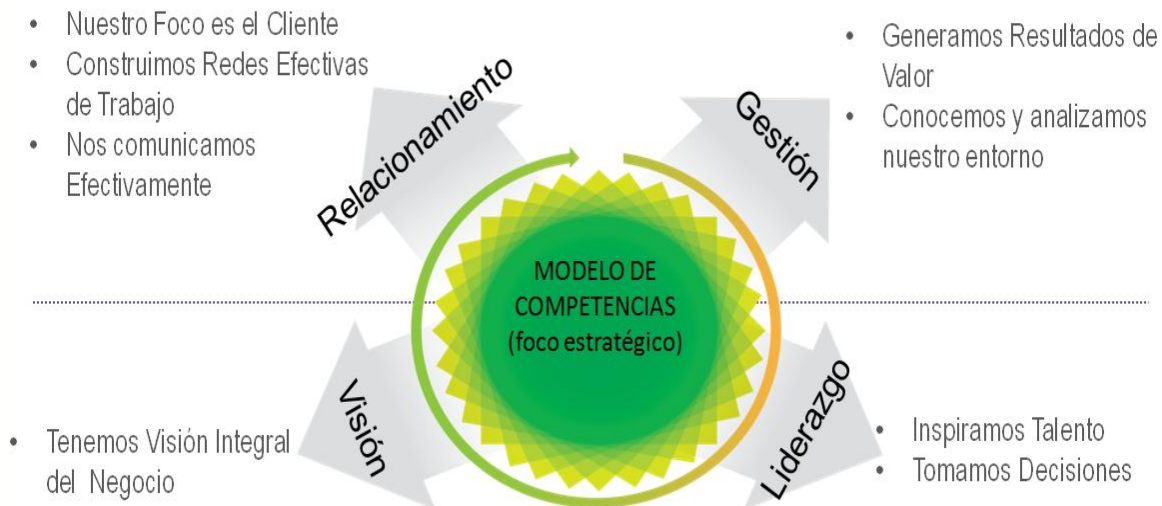 • Nuestro Foco es el Cliente
• Construimos Redes Efectivas
de Trabajo
• Nos comunicamos
Efectivamente
Relacionamiento
Gestión
• Generamos Resultados de
Valor
• Conocemos y analizamos
nuestro entorno
MODELO DE
COMPETENCIAS
(foco estratégico)
Visión
• Tenemos Visión Integral
del Negocio
Liderazgo
• Inspiramos Talento
• Tomamos Decisiones